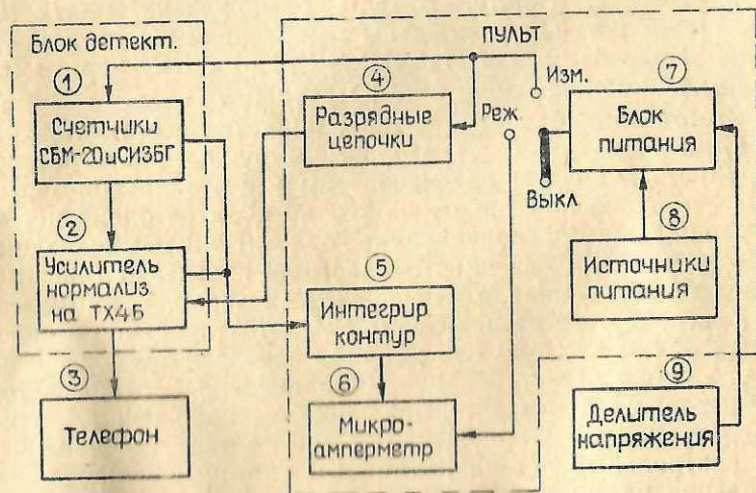 Блок детект.
①
Счетчики
СБМ-20иСИЗБГ
②
Усилитель
нормализ
на ТХ4Б
③
Телефон
ПУЛЬТ
④
Разрядные
цепочки
Изм.
Реж
Выкл
⑤
Интегрир
контур
⑥
Микро-
амперметр
⑦
Блок
питания
⑧
Источники
питания
⑨
Делитель
напряжения